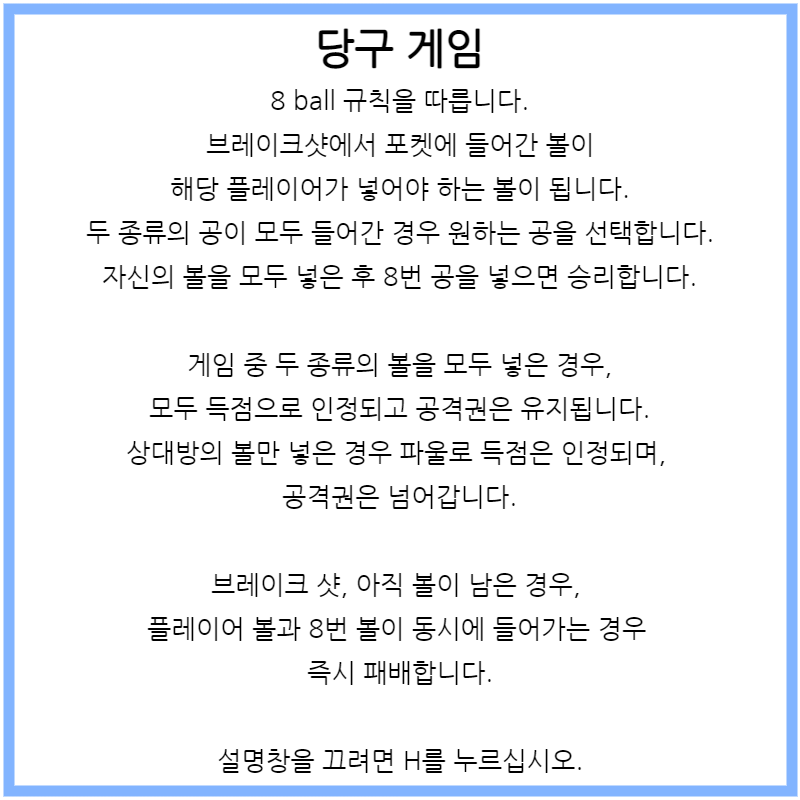 당구 게임
8 ball 규칙을 따릅니다.
브레이크샷에서 포켓에 들어간 볼이
해당 플레이어가 넣어야 하는 볼이 됩니다.
두 종류의 공이 모두 들어간 경우 원하는 공을 선택합니다.
자신의 볼을 모두 넣은 후 8번 공을 넣으면 승리합니다.
게임 중 두 종류의 볼을 모두 넣은 경우,
모두 득점으로 인정되고 공격권은 유지됩니다.
상대방의 볼만 넣은 경우 파울로 득점은 인정되며,
공격권은 넘어갑니다.
브레이크 샷, 아직 볼이 남은 경우,
플레이어 볼과 8번 볼이 동시에 들어가는 경우
즉시 패배합니다.
설명창을 끄려면 H를 누르십시오.